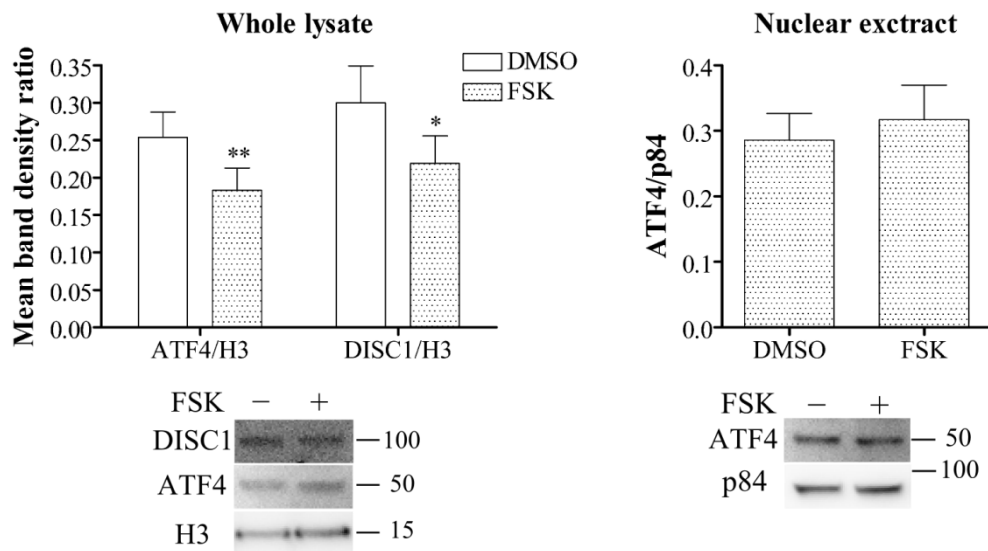 Whole lysate
Mean band density ratio
0.35
0.30
0.25
0.20
0.15
0.10
0.05
0.00
**
*
DMSO
FSK
ATF4/H3
DISC1/H3
FSK − +
DISC1 100
ATF4 50
H3 15
Nuclear exctract
ATF4/p84
0.4
0.3
0.2
0.1
0.0
DMSO
FSK
FSK − +
ATF4 50
100
p84